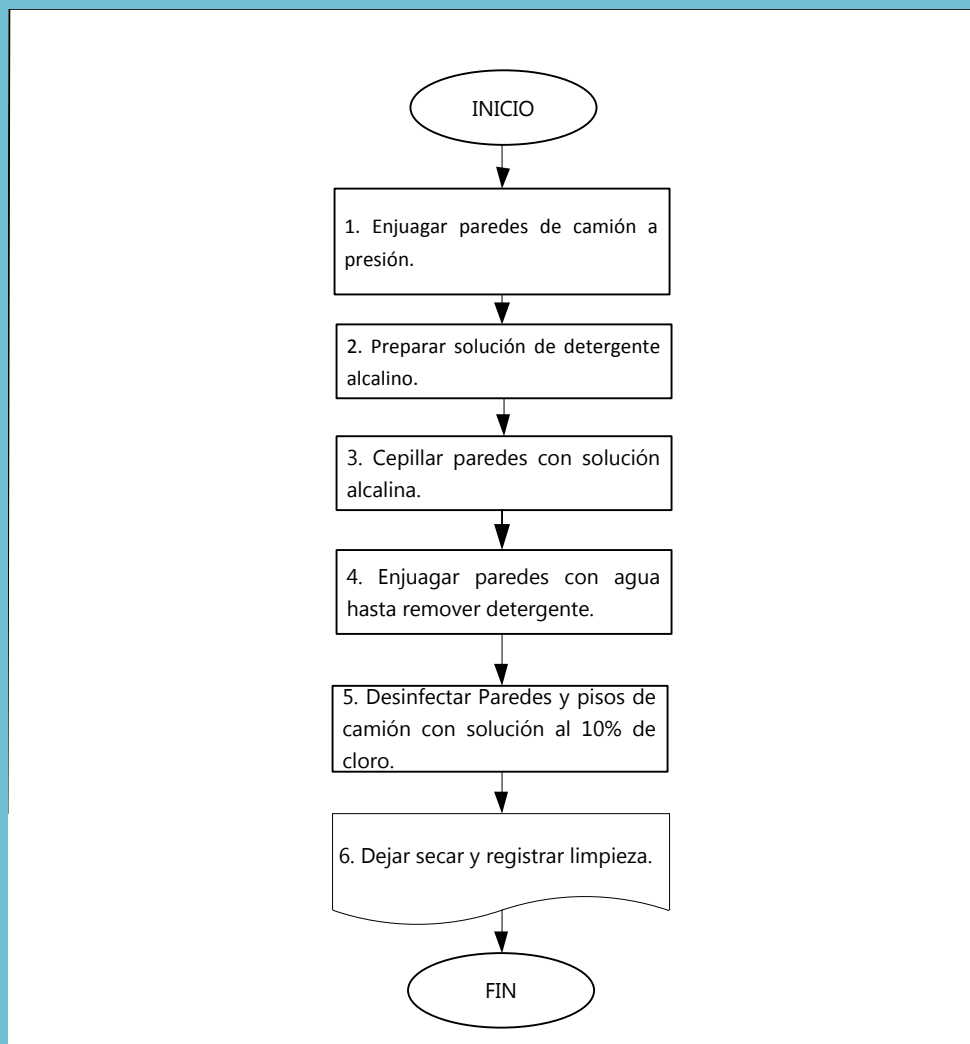 INICIO
1. Enjuagar paredes de camión a
presión.
2. Preparar solución de detergente
alcalino.
3. Cepillar paredes con solución
alcalina.
4. Enjuagar paredes con agua
hasta remover detergente.
5. Desinfectar Paredes y pisos de
camión con solución al 10% de
cloro.
6. Dejar secar y registrar limpieza.
FIN